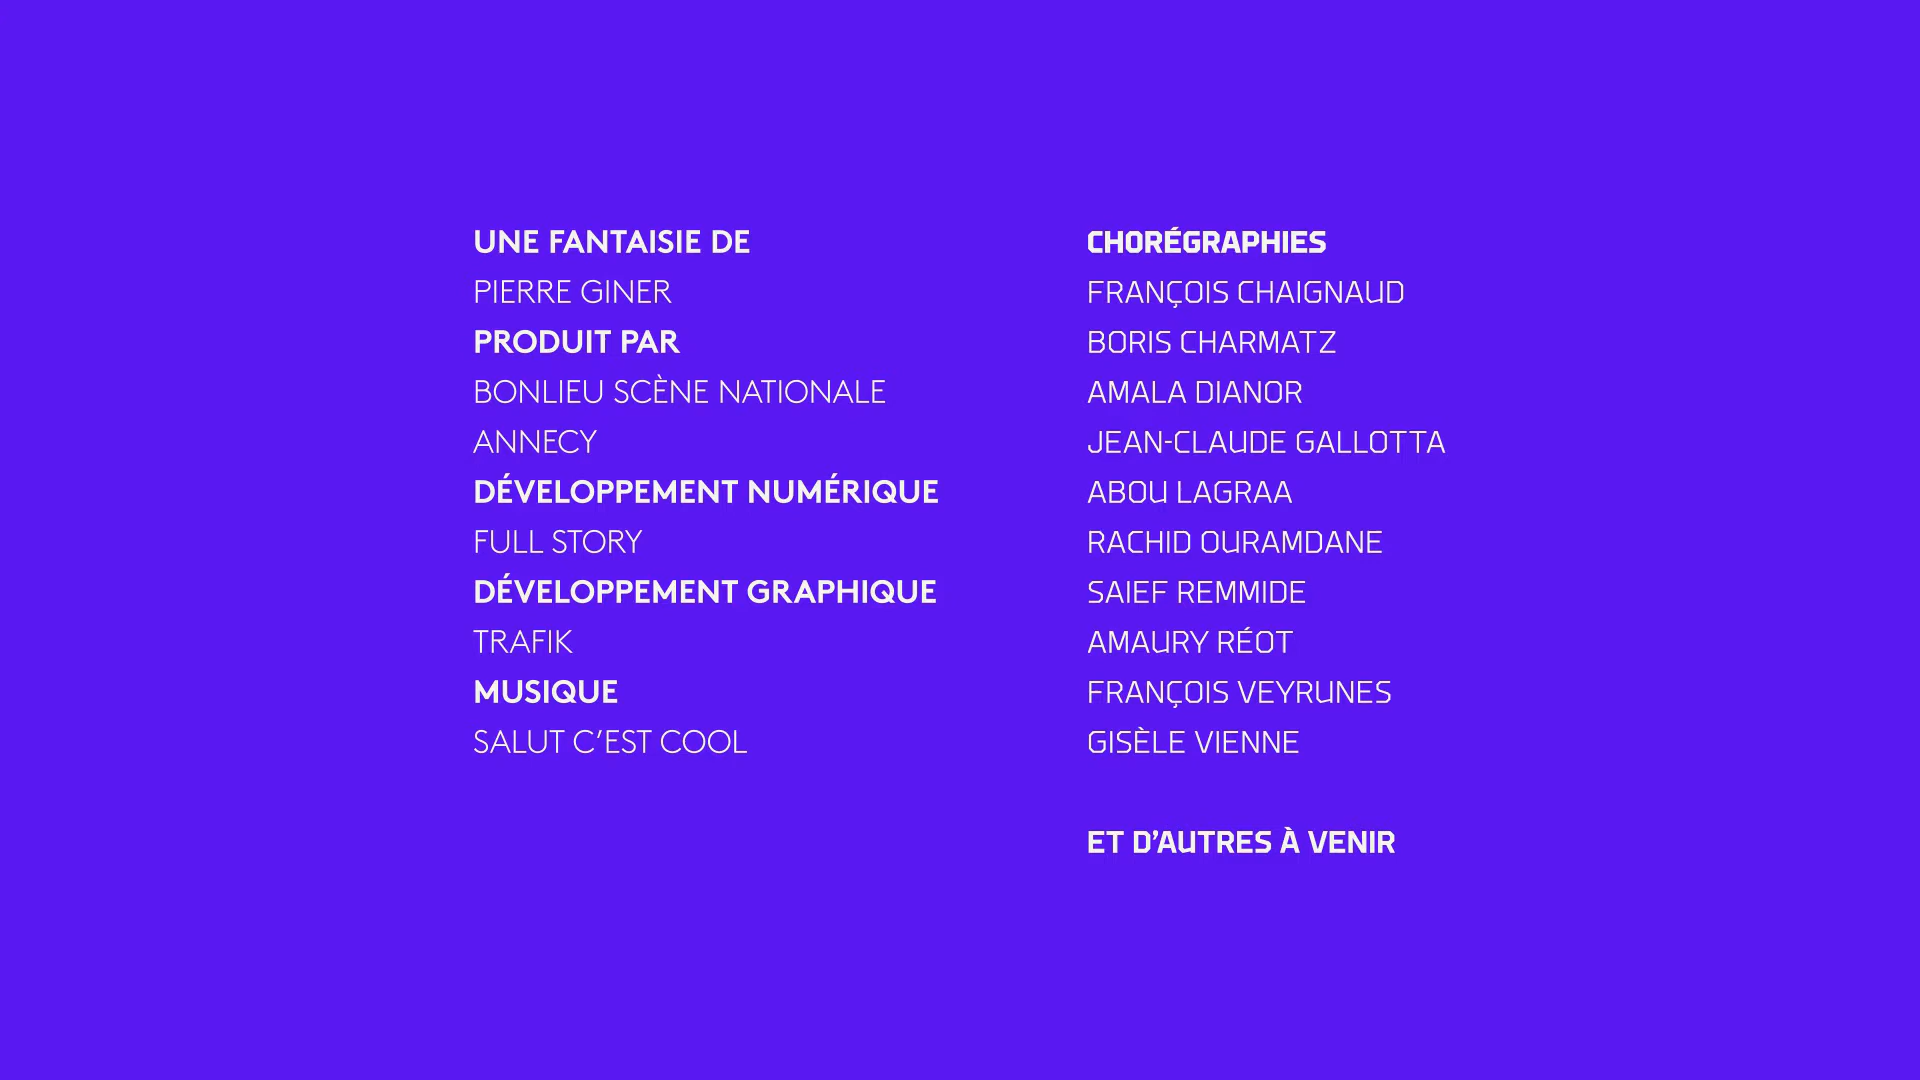 UNE FANTAISIE DE
PIERRE GINER
PRODUIT PAR
BONLIEU SCÈNE NATIONALE
ANNECY
DÉVELOPPEMENT NUMÉRIQUE
FULL STORY
DÉVELOPPEMENT GRAPHIQUE
TRAFIK
MUSIQUE
SALUT C’EST COOL
CHORÉGRAPHIES
FRANÇOIS CHAIGNAUD
BORIS CHARMATZ
AMALA DIANOR
JEAN-CLAUDE GALLOTTA
ABOU LAGRAA
RACHID OURAMDANE
SAIEF REMMIDE
AMAURY RÉOT
FRANÇOIS VEYRUNES
GISÈLE VIENNE
ET D’AUTRES À VENIR